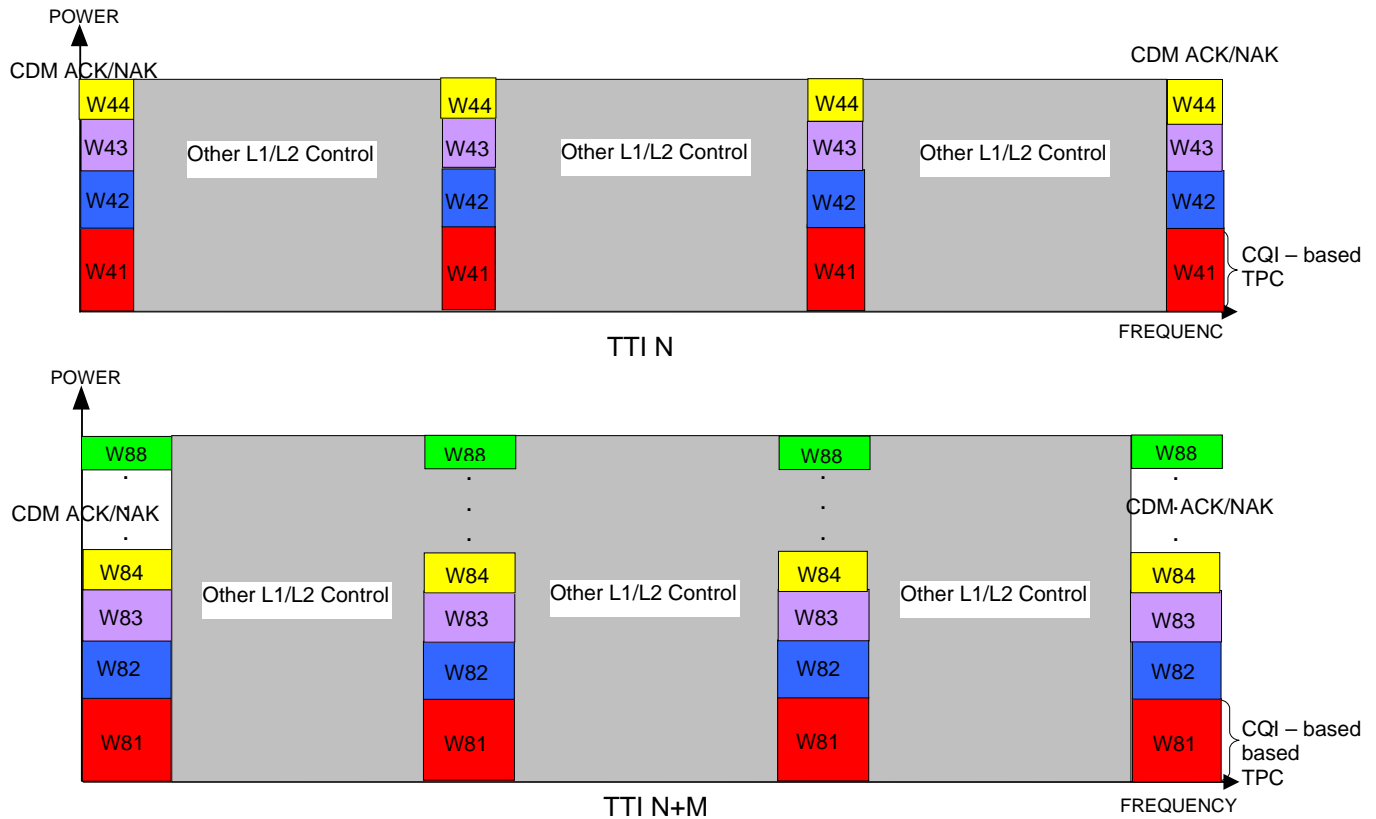 POWER
CDM ACK/NAK
CDM ACK/NAK
W44 W44 W44 W44
W43 Other L1/L2 Control W43 Other L1/L2 Control W43 Other L1/L2 Control W43
W42 W42 W42 W42
W41 W41 W41 W41
CQI – based
TPC
FREQUENC
TTI N
POWER
W88 W88 W88 W88
CDM ACK/NAK
CDM ACK/NAK
W84 W84 W84 W84
Other L1/L2 Control Other L1/L2 Control Other L1/L2 Control
W83 W83 W83 W83
W82 W82 W82 W82
W81 W81 W81 W81
CQI – based
based
TPC
TTI N+M
FREQUENCY